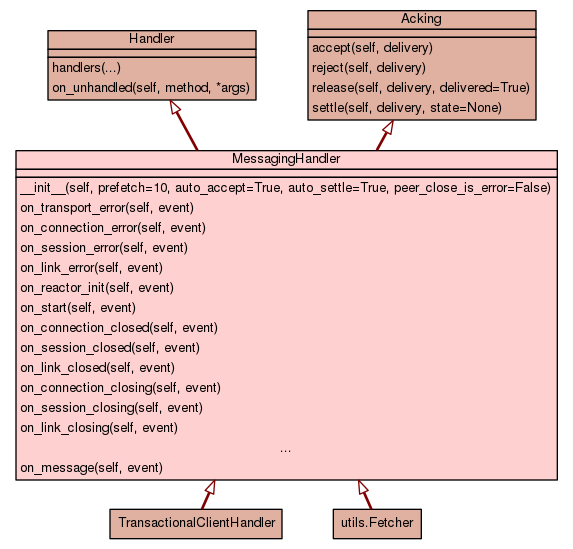 Handler
handlers(...)
on_unhandled(self, method, *args)
Acking
accept(self, delivery)
reject(self, delivery)
release(self, delivery, delivered=True)
settle(self, delivery, state=None)
MessagingHandler
__init__(self, prefetch=10, auto_accept=True, auto_settle=True, peer_close_is_error=False)
on_transport_error(self, event)
on_connection_error(self, event)
on_session_error(self, event)
on_link_error(self, event)
on_reactor_init(self, event)
on_start(self, event)
on_connection_closed(self, event)
on_session_closed(self, event)
on_link_closed(self, event)
on_connection_closing(self, event)
on_session_closing(self, event)
on_link_closing(self, event)
...
on_message(self, event)
TransactionalClientHandler
utils.Fetcher